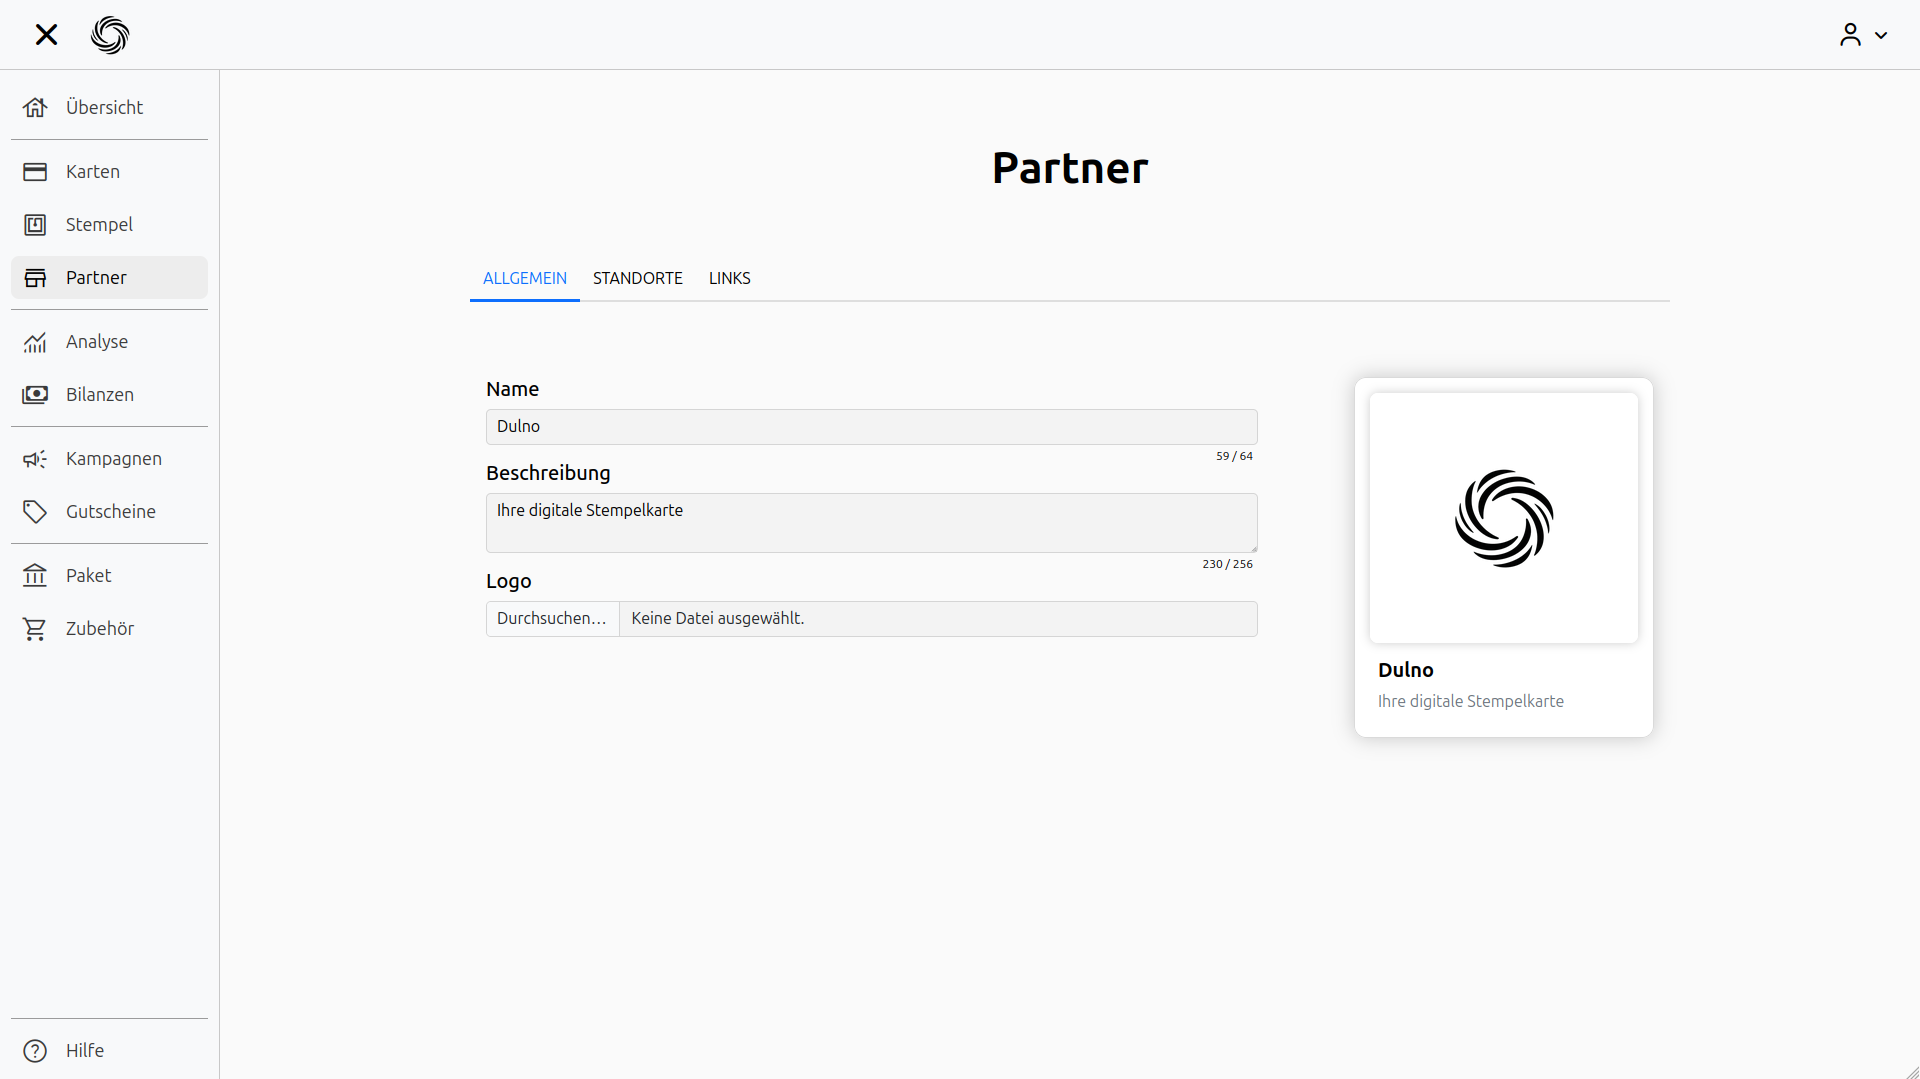 Übersicht
Karten
Stempel
Partner
Analyse
Bilanzen
Kampagnen
Gutscheine
Paket
Zubehör
Hilfe
Partner
ALLGEMEIN STANDORTE LINKS
Name
Dulno
59 / 64
Beschreibung
Ihre digitale Stempelkarte
230 / 256
Logo
Durchsuchen... Keine Datei ausgewählt.
Dulno
Ihre digitale Stempelkarte